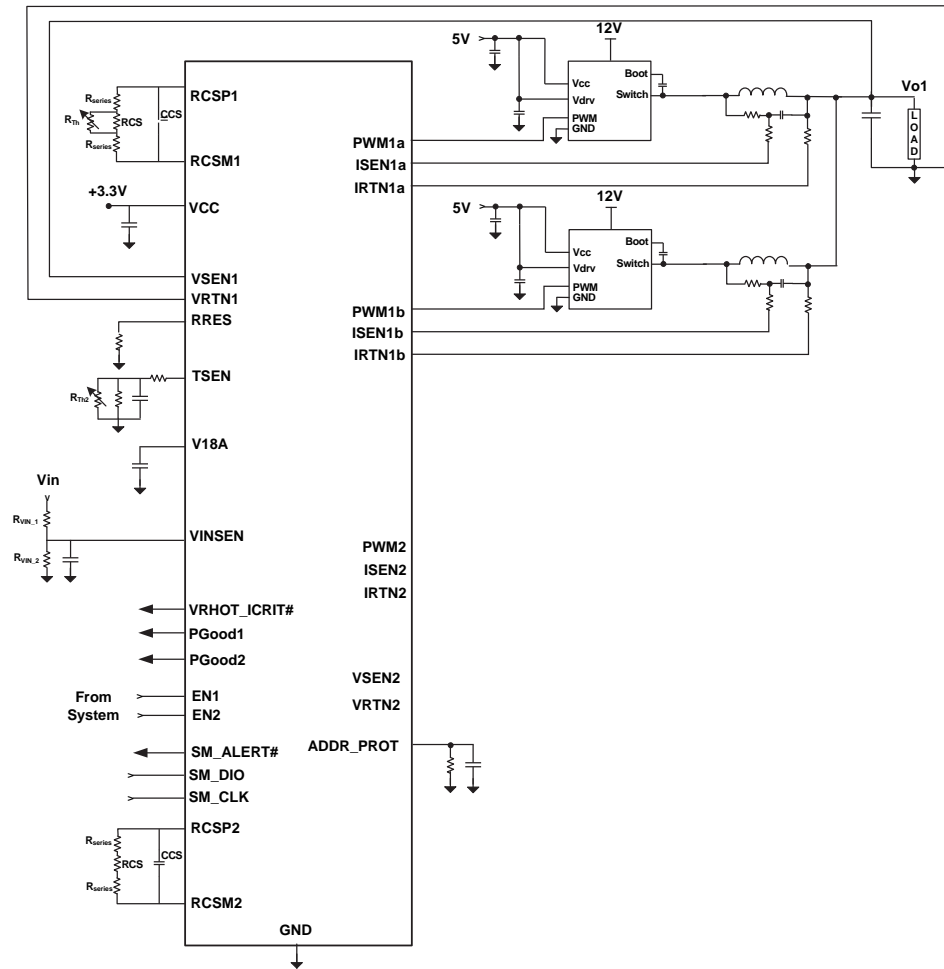 12V
5V
Boot
Vcc
Switch
Vdrv
PWM
GND
Vo1
LOAD
Rseries
RTh
RCS
Rseries
CCS
RCSP1
RCSM1
PWM1a
ISEN1a
IRTN1a
+3.3V
VCC
12V
5V
Boot
Vcc
Switch
Vdrv
PWM
GND
VSEN1
VRTN1
RRES
PWM1b
ISEN1b
IRTN1b
TSEN
RTh2
V18A
Vin
RVIN_1
VINSEN
RVIN_2
PWM2
ISEN2
IRTN2
VRHOT_ICRIT#
PGood1
PGood2
VSEN2
VRTN2
From
System
EN1
EN2
ADDR_PROT
SM_ALERT#
SM_DIO
SM_CLK
RCSP2
Rseries
RCS
CCS
Rseries
RCSM2
GND